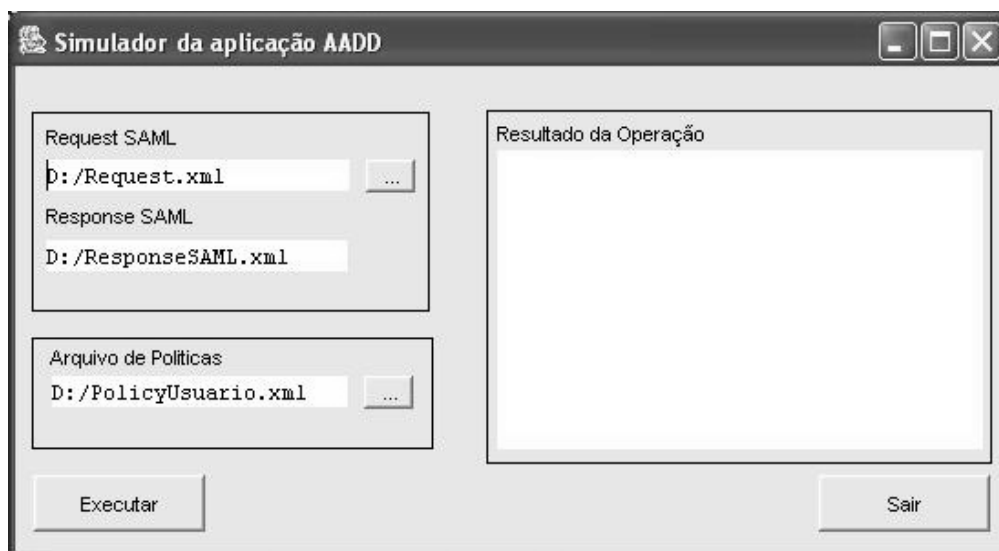 Simulador da aplicação AADD
Request SAML
D:/Request.xml
...
Response SAML
D:/ResponseSAML.xml
Arquivo de Politicas
D:/PolicyUsuario.xml
...
Executar
Resultado da Operação
Sair